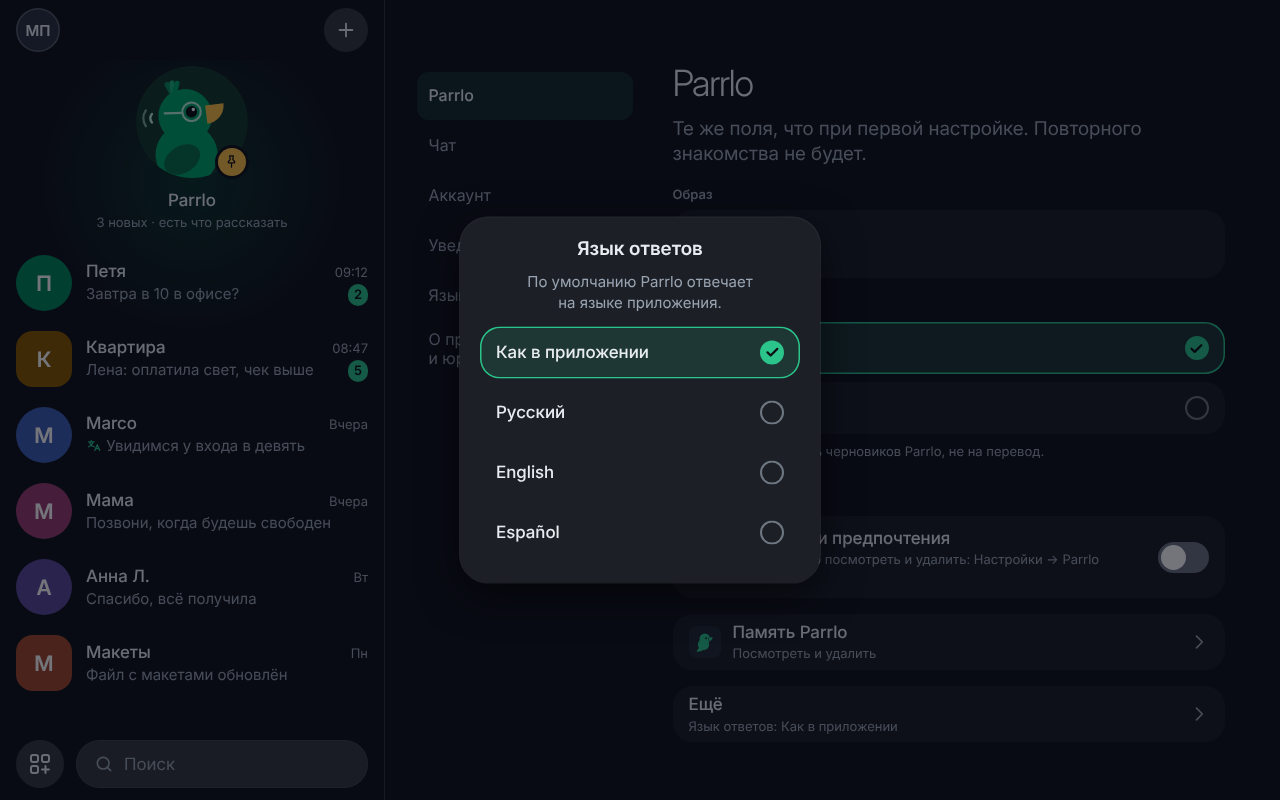 МП
Parrlo
3 новых · есть что рассказать
Петя
09:12
Завтра в 10 в офисе?
2
Квартира
08:47
Лена: оплатила свет, чек выше
5
Marco
Вчера
Увидимся у входа в девять
Мама
Вчера
Позвони, когда будешь свободен
Анна Л.
Вт
Спасибо, всё получила
Макеты
Пн
Файл с макетами обновлён
Поиск
П
К
M
М
А
М
Parrlo
Чат
Аккаунт
Parrlo
Те же поля, что при первой настройке. Повторного
знакомства не будет.
Образ
Язык ответов
По умолчанию Parrlo отвечает
на языке приложения.
Как в приложении
Русский
English
Español
черновиков Parrlo, не на перевод.
и предпочтения
посмотреть и удалить: Настройки → Parrlo
Память Parrlo
Посмотреть и удалить
Ещё
Язык ответов: Как в приложении